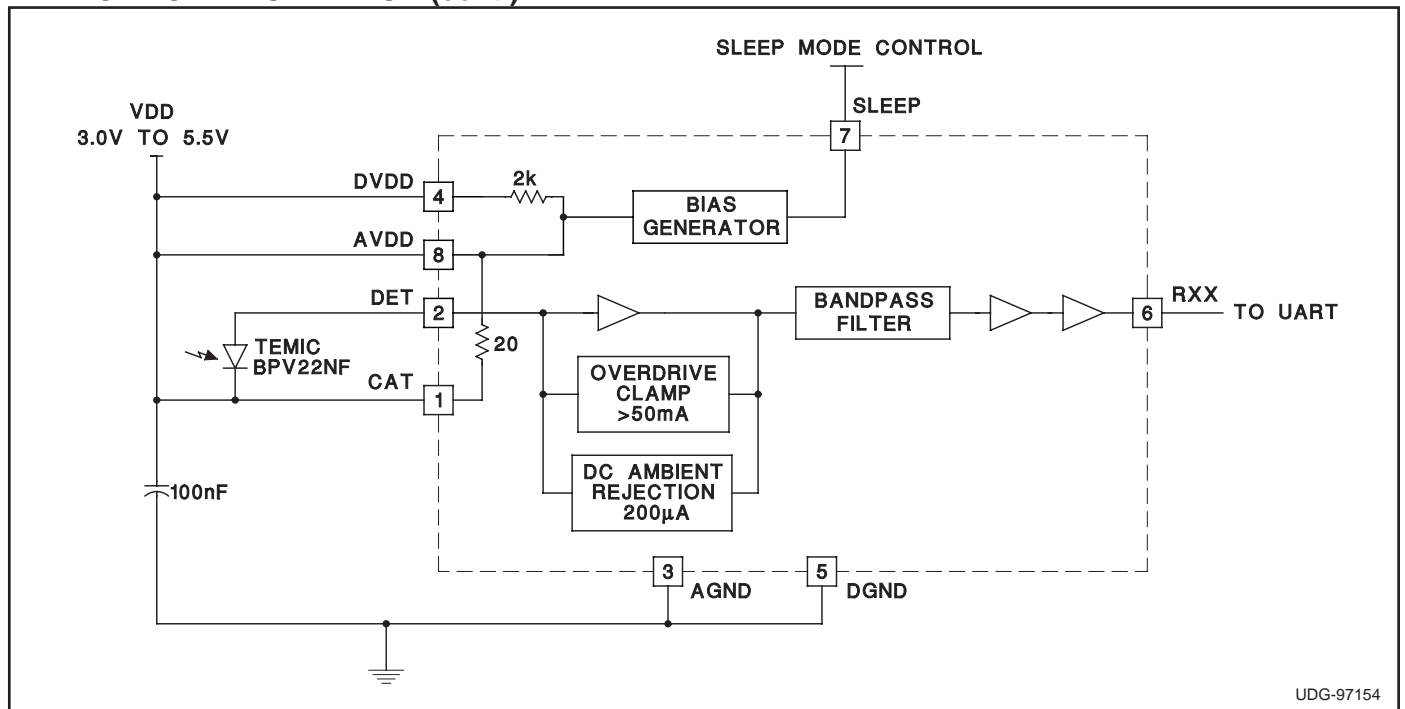 SLEEP MODE CONTROL
VDD
3.0V TO 5.5V
SLEEP
7
DVDD
4
2k
BIAS
GENERATOR
AVDD
8
DET
2
BANDPASS
FILTER
6
RXX
TO UART
TEMIC
BPV22NF
20
CAT
1
OVERDRIVE
CLAMP
>50mA
100nF
DC AMBIENT
REJECTION
200µA
3
AGND
5
DGND
UDG-97154